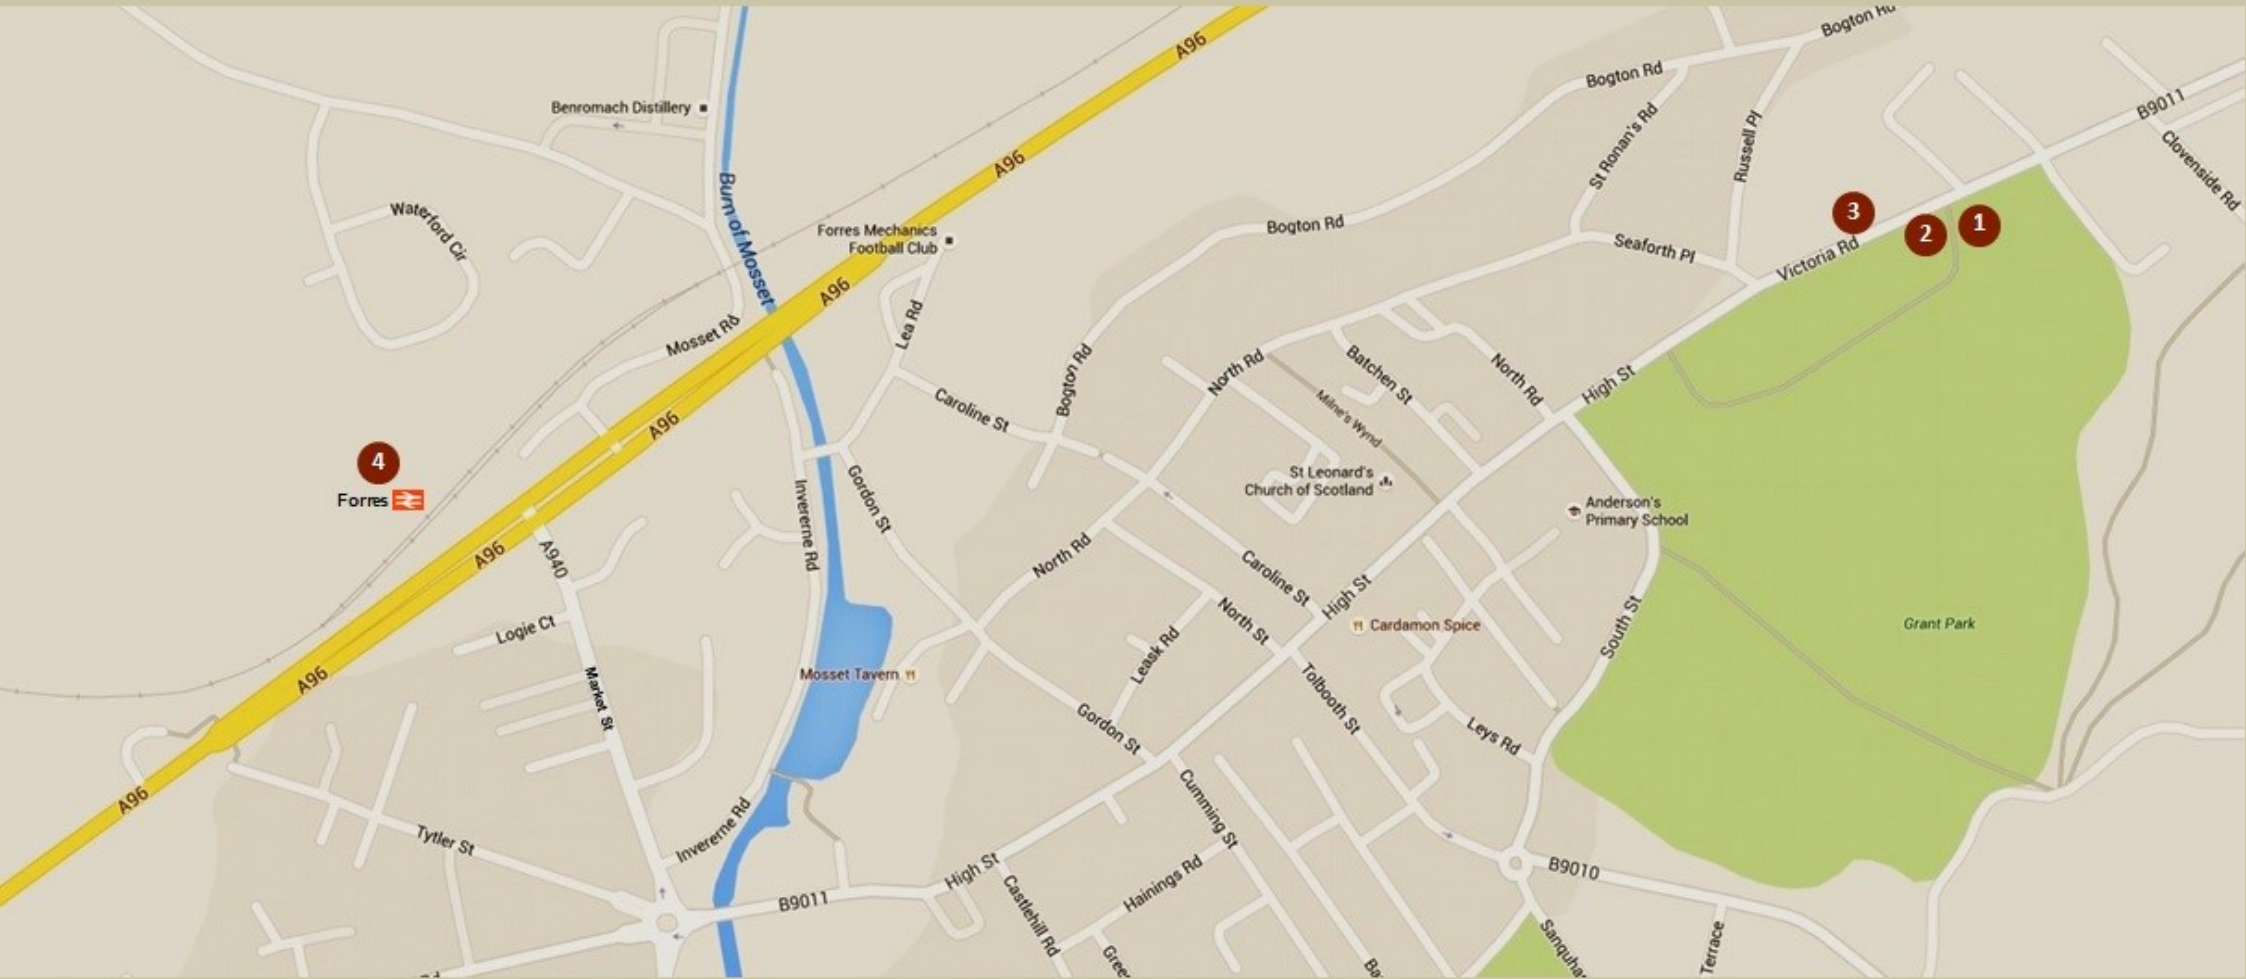 A96
Bogton Rd
Bogton Rd
Benromach Distillery
B9011
St Ronan's Rd
Russell Pl
Clovenside Rd
A96
Burn of Mosset
Waterford Cir
3
2
1
Forres Mechanics
Football Club
Bogton Rd
Seaforth Pl
Victoria Rd
A96
Lea Rd
Mosset Rd
Bogton Rd
North Rd
Batchen St
North Rd
High St
Caroline St
Milne's Wynd
A96
4
Forres
St Leonard's
Church of Scotland
Anderson's
Primary School
Gordon St
Invererne Rd
A96
A940
North Rd
Caroline St
High St
Logie Ct
North St
Cardamon Spice
Grant Park
South St
Leask Rd
A96
Market St
Mosset Tavern
Tolbooth St
Gordon St
Leys Rd
A96
Cumming St
Tytler St
Inverne Rd
High St
B9010
Hainings Rd
B9011
Castlehill Rd
Gree
Sanquha
Terrace
Ba